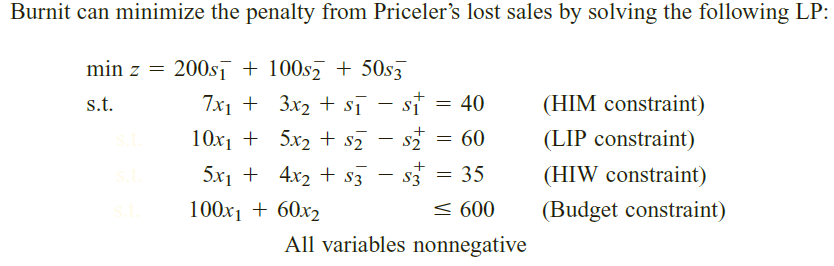 Burnit can minimize the penalty from Priceler’s lost sales by solving the following LP:
min z = 200s₁⁻ + 100s₂⁻ + 50s₃⁻
s.t. 7x₁ + 3x₂ + s₁⁻ − s₁⁺ = 40 (HIM constraint)
s.t. 10x₁ + 5x₂ + s₂⁻ − s₂⁺ = 60 (LIP constraint)
s.t. 5x₁ + 4x₂ + s₃⁻ − s₃⁺ = 35 (HIW constraint)
s.t. 100x₁ + 60x₂ ≤ 600 (Budget constraint)
All variables nonnegative